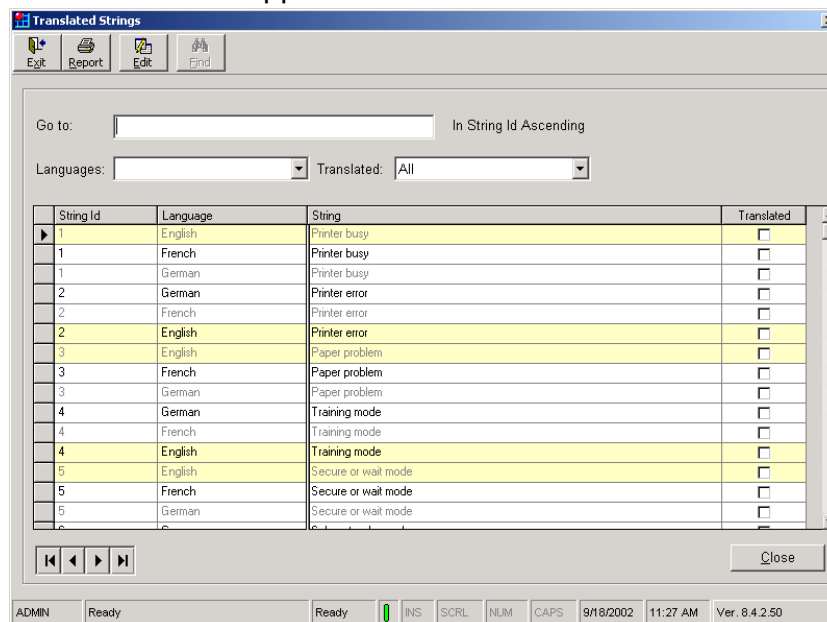 Translated Strings
Exit Report Edit Find
Go to: In String Id Ascending
Languages: Translated: All
String Id Language String Translated
1 English Printer busy
1 French Printer busy
1 German Printer busy
2 German Printer error
2 French Printer error
2 English Printer error
3 English Paper problem
3 French Paper problem
3 German Paper problem
4 German Training mode
4 French Training mode
4 English Training mode
5 English Secure or wait mode
5 French Secure or wait mode
5 German Secure or wait mode
Close
ADMIN Ready Ready INS SCRL NUM CAPS 9/18/2002 11:27 AM Ver. 8.4.2.50